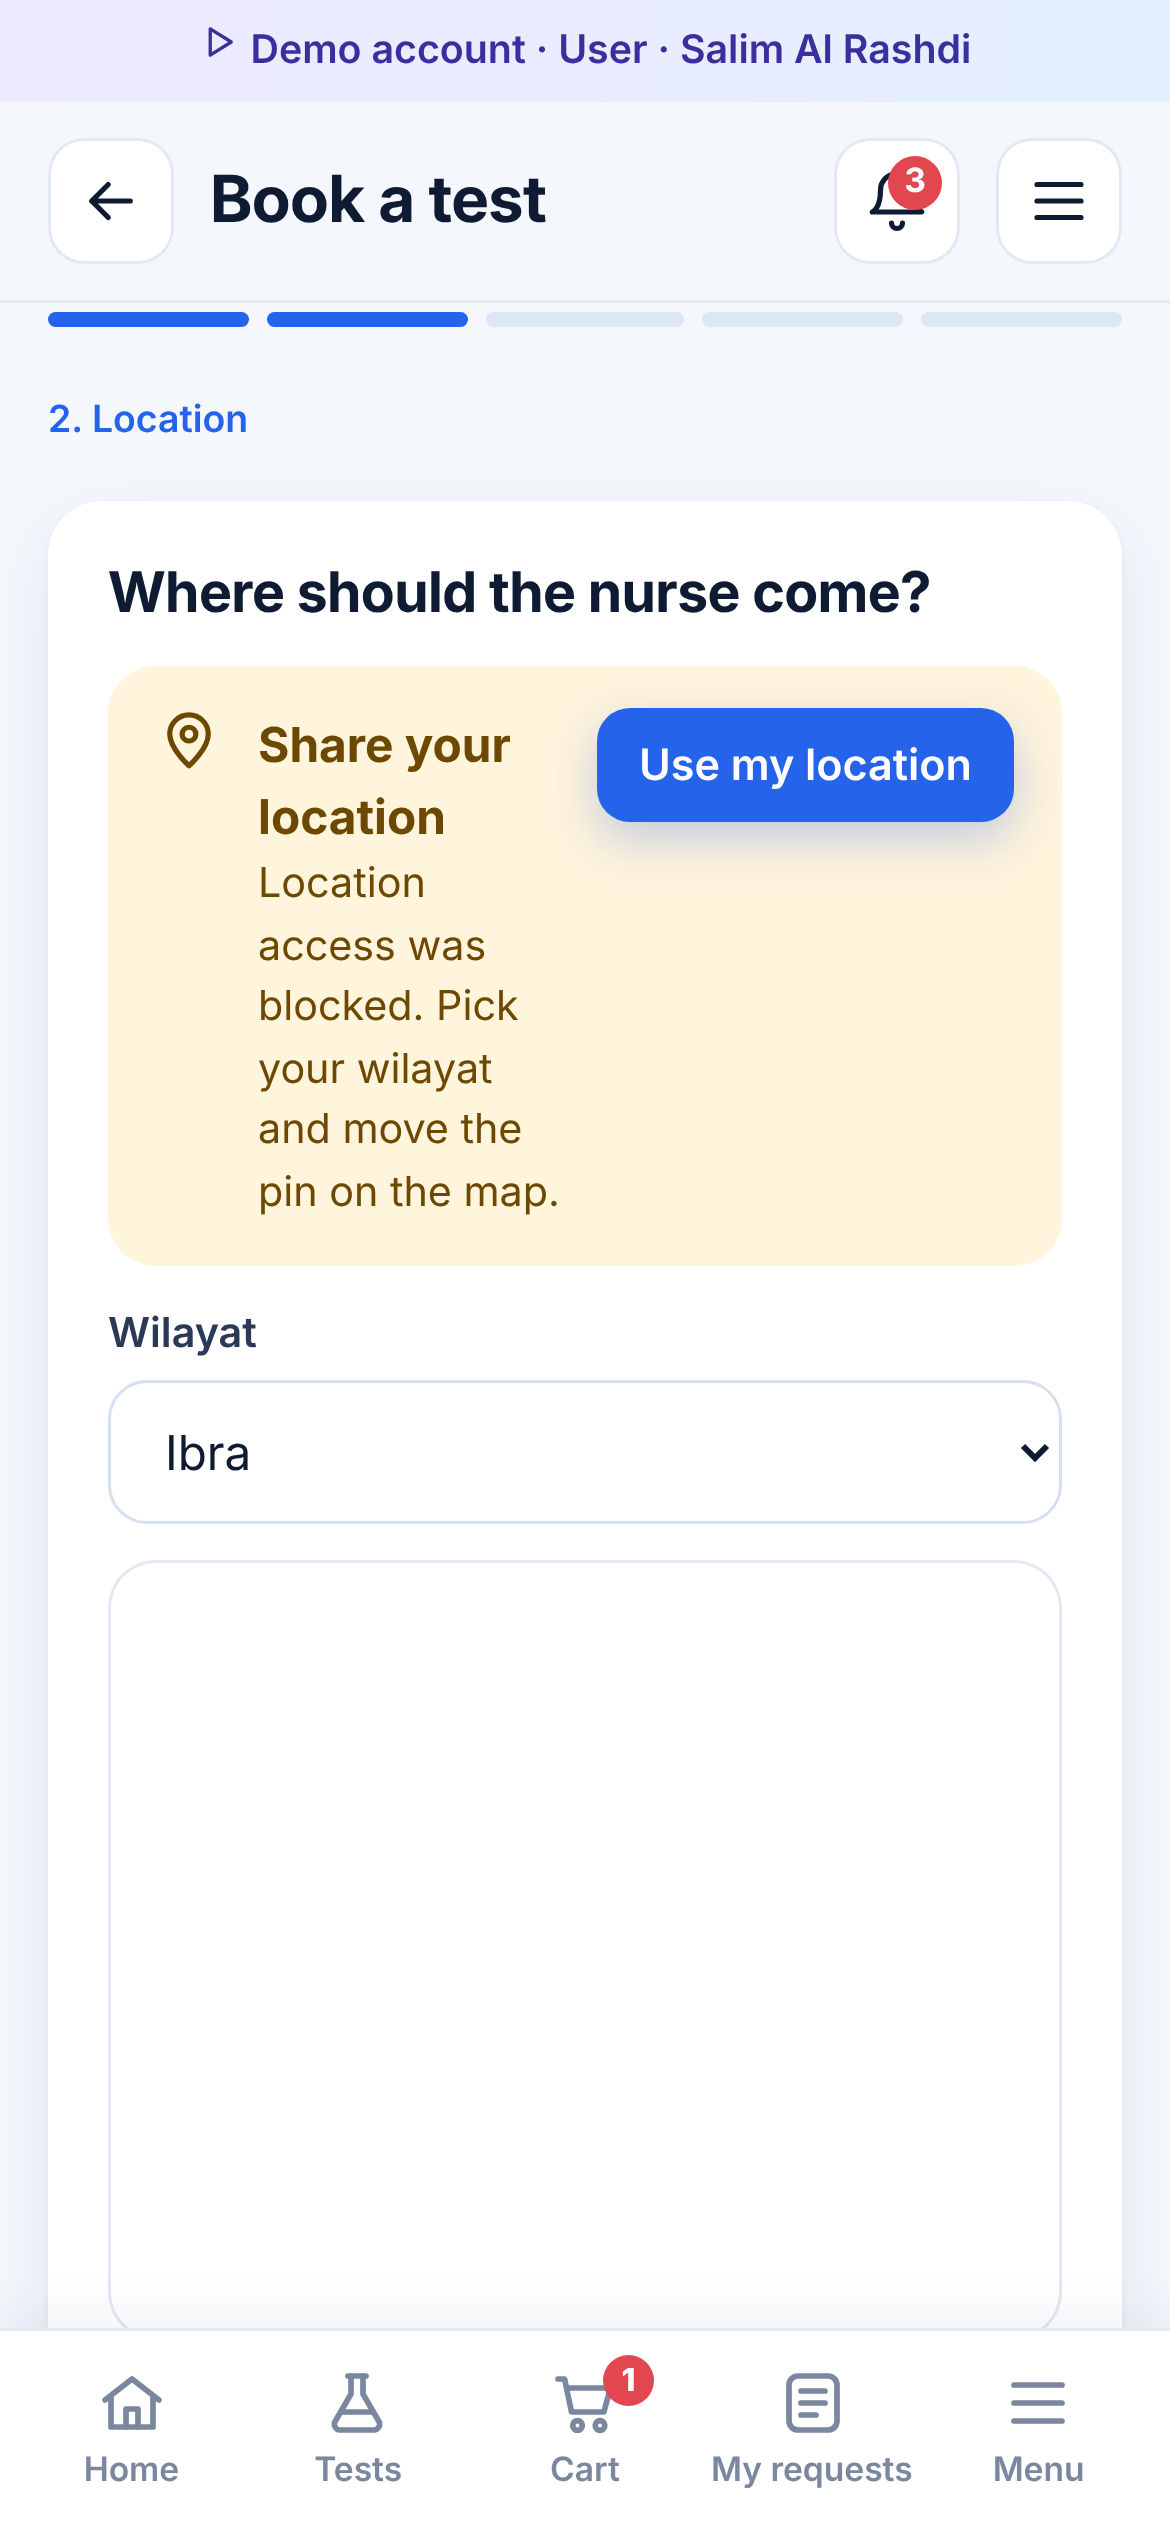 Demo account · User · Salim Al Rashdi
Book a test
3
2. Location
Where should the nurse come?
Share your
location
Location
access was
blocked. Pick
your wilayat
and move the
pin on the map.
Use my location
Wilayat
Ibra
1
Home
Tests
Cart
My requests
Menu